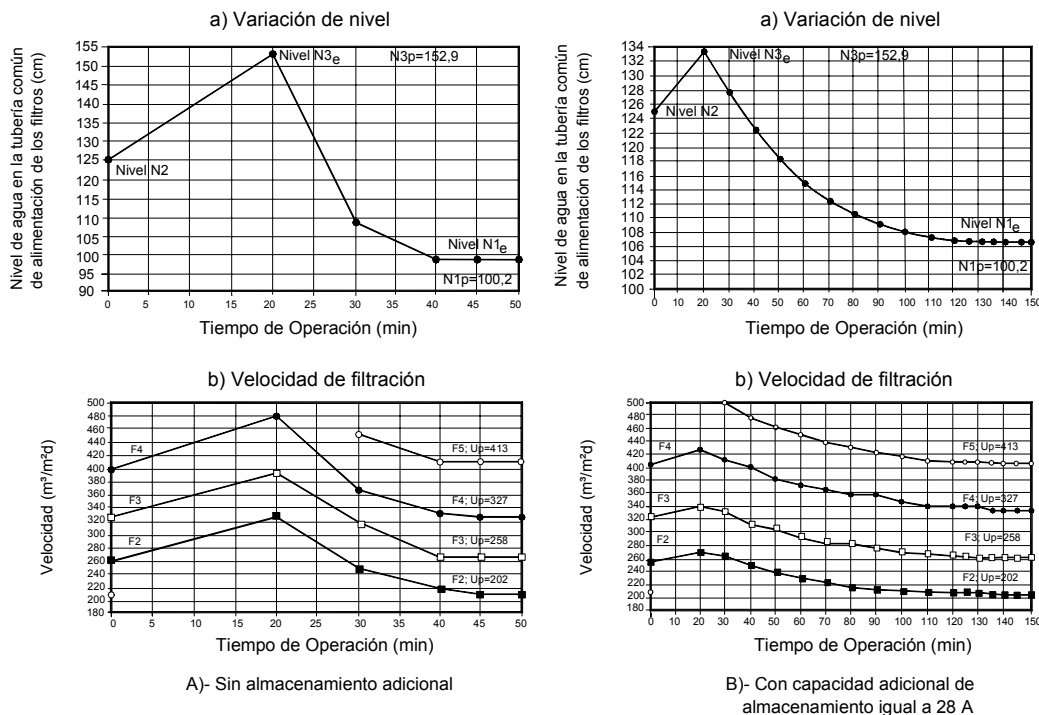 a) Variación de nivel
Nivel de agua en la tubería común
de alimentación de los filtros (cm)
155
150
145
140
135
130
125
120
115
109
105
100
95
90
Nivel N2
Nivel N3e
N3p=152,9
Nivel N1e
N1p=100,2
0 5 10 15 20 25 30 35 40 45 50
Tiempo de Operación (min)
b) Velocidad de filtración
Velocidad (m³/m²d)
500
480
460
440
420
400
380
360
340
320
300
280
260
240
220
200
180
F4
F3
F2
F5; Up=413
F4; Up=327
F3; Up=258
F2; Up=202
0 5 10 15 20 25 30 35 40 45 50
Tiempo de Operación (min)
A)- Sin almacenamiento adicional
a) Variación de nivel
Nivel de agua en la tubería común
de alimentación de los filtros (cm)
134
132
130
128
126
124
122
120
118
116
114
112
110
108
106
104
102
100
Nivel N2
Nivel N3e
N3p=152,9
Nivel N1e
N1p=100,2
0 10 20 30 40 50 60 70 80 90 100 110 120 130 140 150
Tiempo de Operación (min)
b) Velocidad de filtración
Velocidad (m³/m²d)
500
480
460
440
420
400
380
360
340
320
300
280
260
240
220
200
180
F4
F3
F2
F5; Up=413
F4; Up=327
F3; Up=258
F2; Up=202
0 10 20 30 40 50 60 70 80 90 100 110 120 130 140 150
Tiempo de Operación (min)
B)- Con capacidad adicional de
almacenamiento igual a 28 A